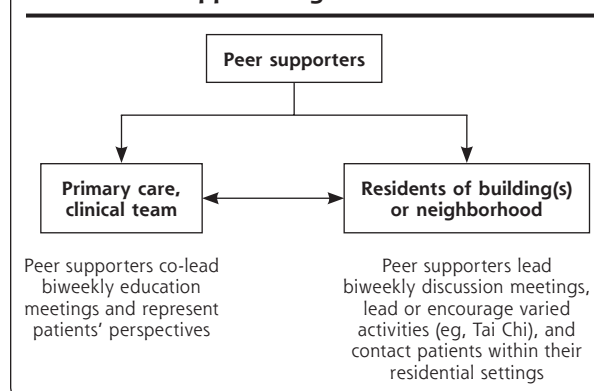 Peer supporters
Primary care,
clinical team
Residents of building(s)
or neighborhood
Peer supporters co-lead
biweekly education
meetings and represent
patients' perspectives
Peer supporters lead
biweekly discussion meetings,
lead or encourage varied
activities (eg, Tai Chi), and
contact patients within their
residential settings